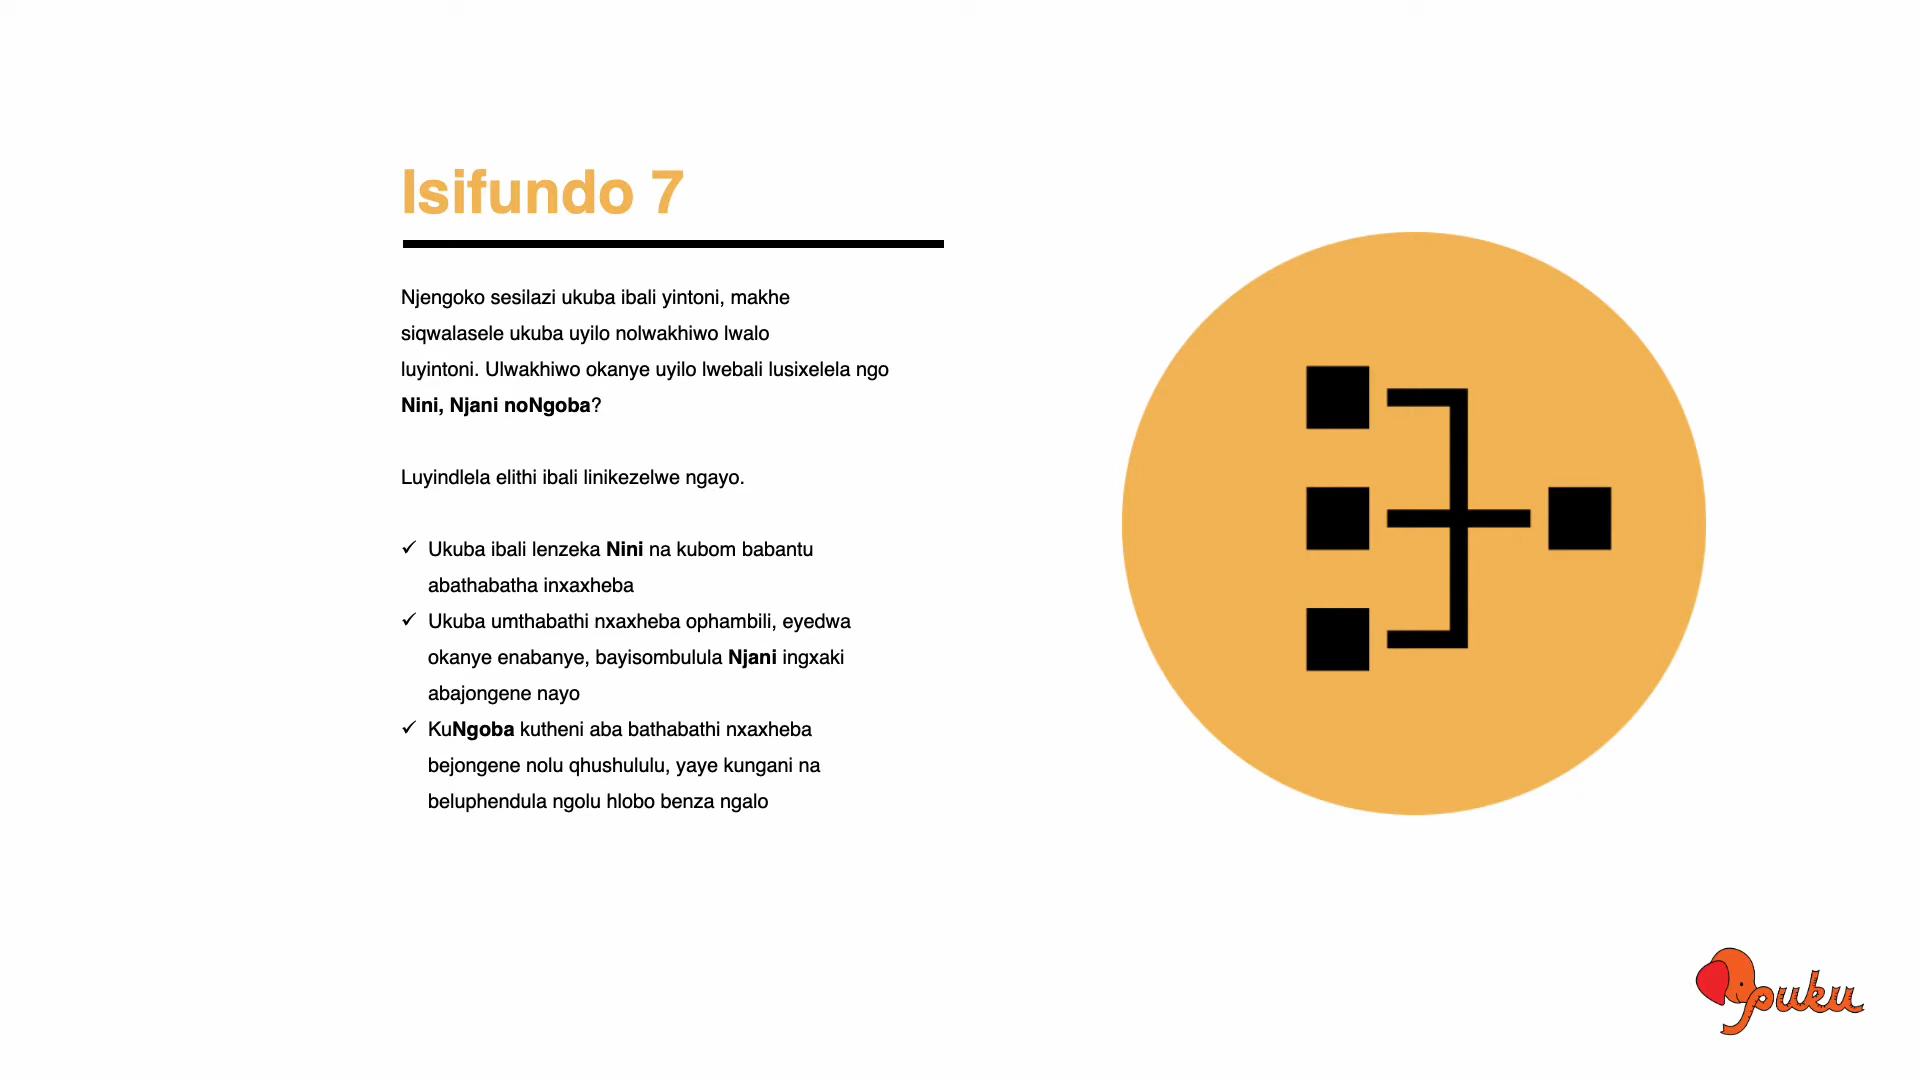 Isifundo 7
Njengoko sesilazi ukuba ibali yintoni, makhe
siqwalasele ukuba uyilo nolwakhiwo lwalo
luyintoni. Ulwakhiwo okanye uyilo lwebali lusixelela ngo
Nini, Njani noNgoba?
Luyindlela elithi ibali linikezelwe ngayo.
✓ Ukuba ibali lenzeka Nini na kubom babantu
abathabatha inxaxheba
✓ Ukuba umthabathi nxaxheba ophambili, eyedwa
okanye enabanye, bayisombulula Njani ingxaki
abajongene nayo
✓ KuNgoba kutheni aba bathabathi nxaxheba
bejongene nolu qhushululu, yaye kungani na
beluphendula ngolu hlobo benza ngalo
puku